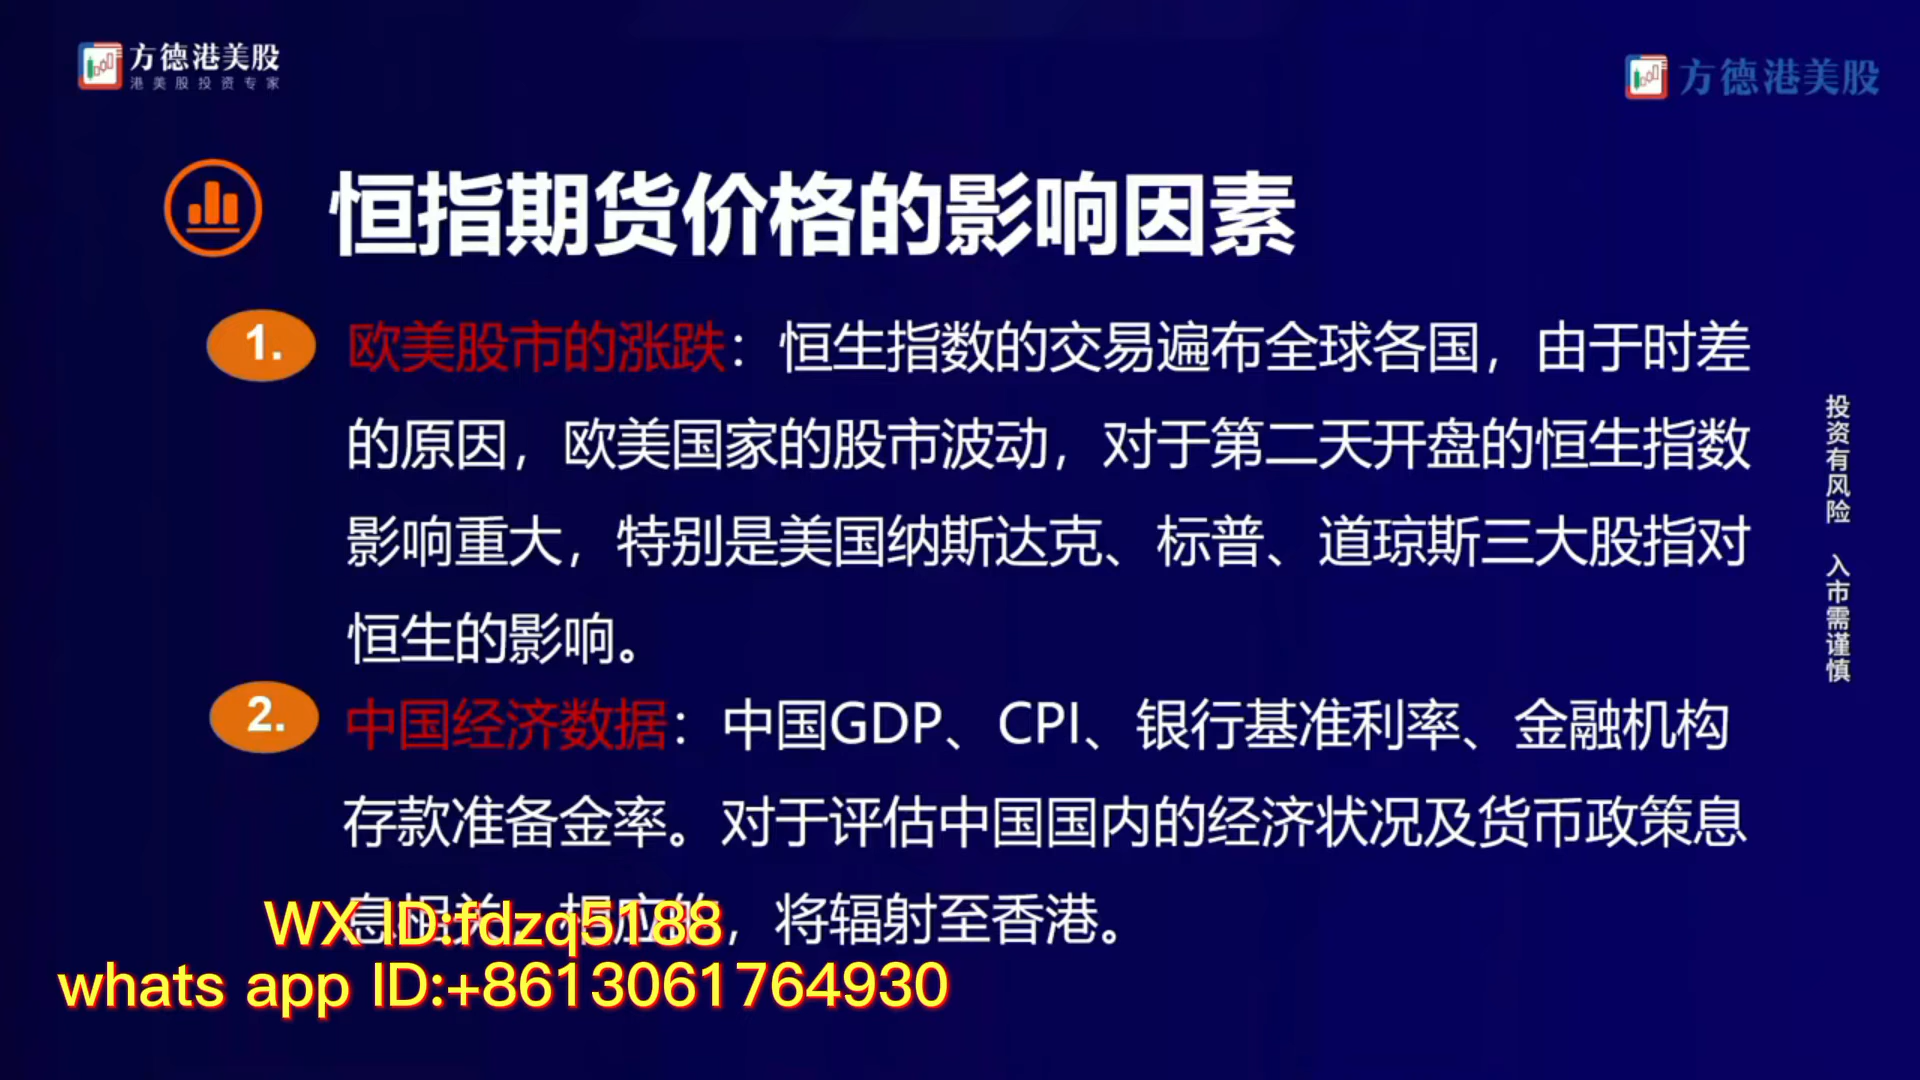 方德港美股
港美股投资专家
方德港美股
恒指期货价格的影响因素
1. 欧美股市的涨跌：恒生指数的交易遍布全球各国，由于时差
的原因，欧美国家的股市波动，对于第二天开盘的恒生指数
影响重大，特别是美国纳斯达克、标普、道琼斯三大股指对
恒生的影响。
2. 中国经济数据：中国GDP、CPI、银行基准利率、金融机构
存款准备金率。对于评估中国国内的经济状况及货币政策息
息相关，相应的，将辐射至香港。
投资有风险 入市需谨慎
WX ID:fdzq5188
whats app ID:+8613061764930